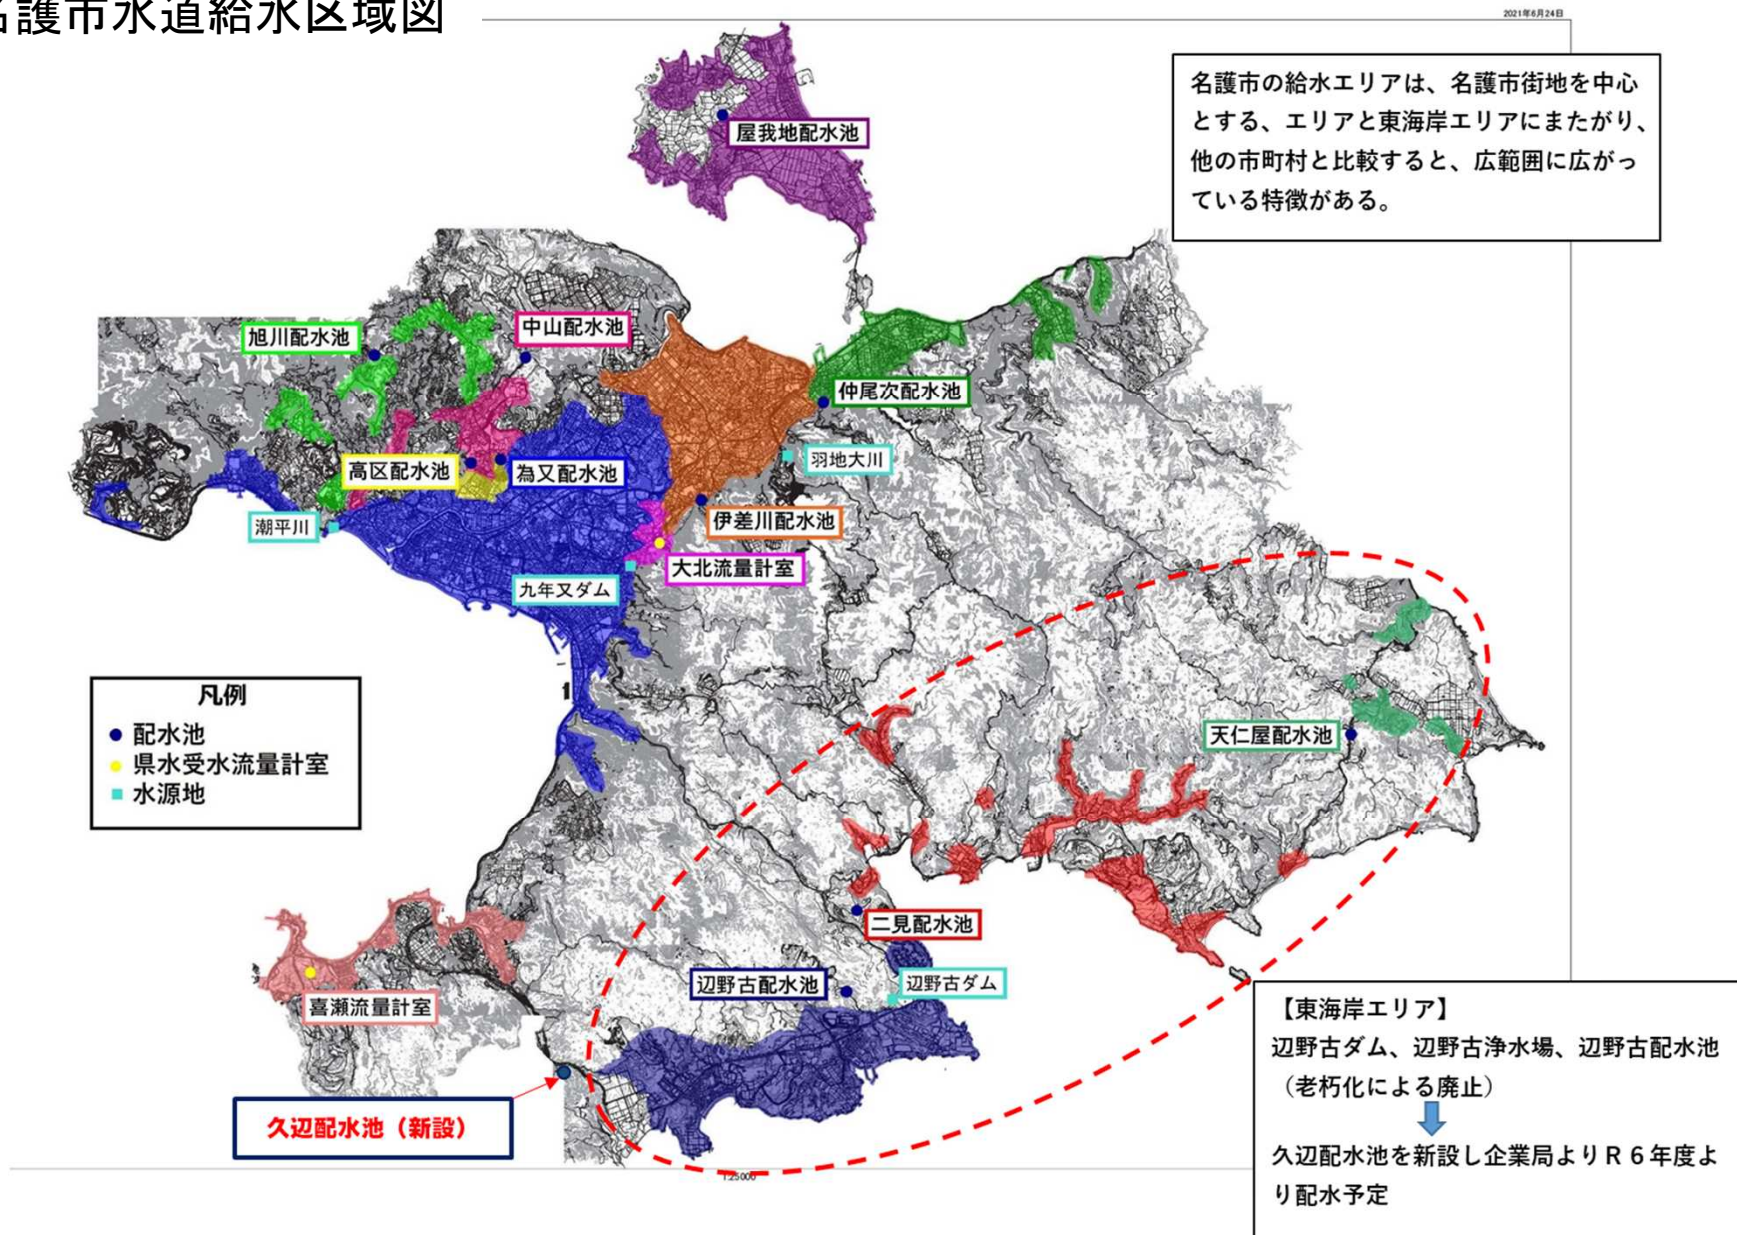 名護市水道給水区域図
2021年6月24日
名護市の給水エリアは、名護市街地を中心
とする、エリアと東海岸エリアにまたがり、
他の市町村と比較すると、広範囲に広がっ
ている特徴がある。
屋我地配水池
旭川配水池
中山配水池
仲尾次配水池
高区配水池
為又配水池
羽地大川
潮平川
伊差川配水池
大北流量計室
九年又ダム
凡例
配水池
県水受水流量計室
水源地
1
天仁屋配水池
二見配水池
辺野古配水池
辺野古ダム
喜瀬流量計室
久辺配水池（新設）
【東海岸エリア】
辺野古ダム、辺野古浄水場、辺野古配水池
（老朽化による廃止）
久辺配水池を新設し企業局よりＲ６年度よ
り配水予定
1:25000